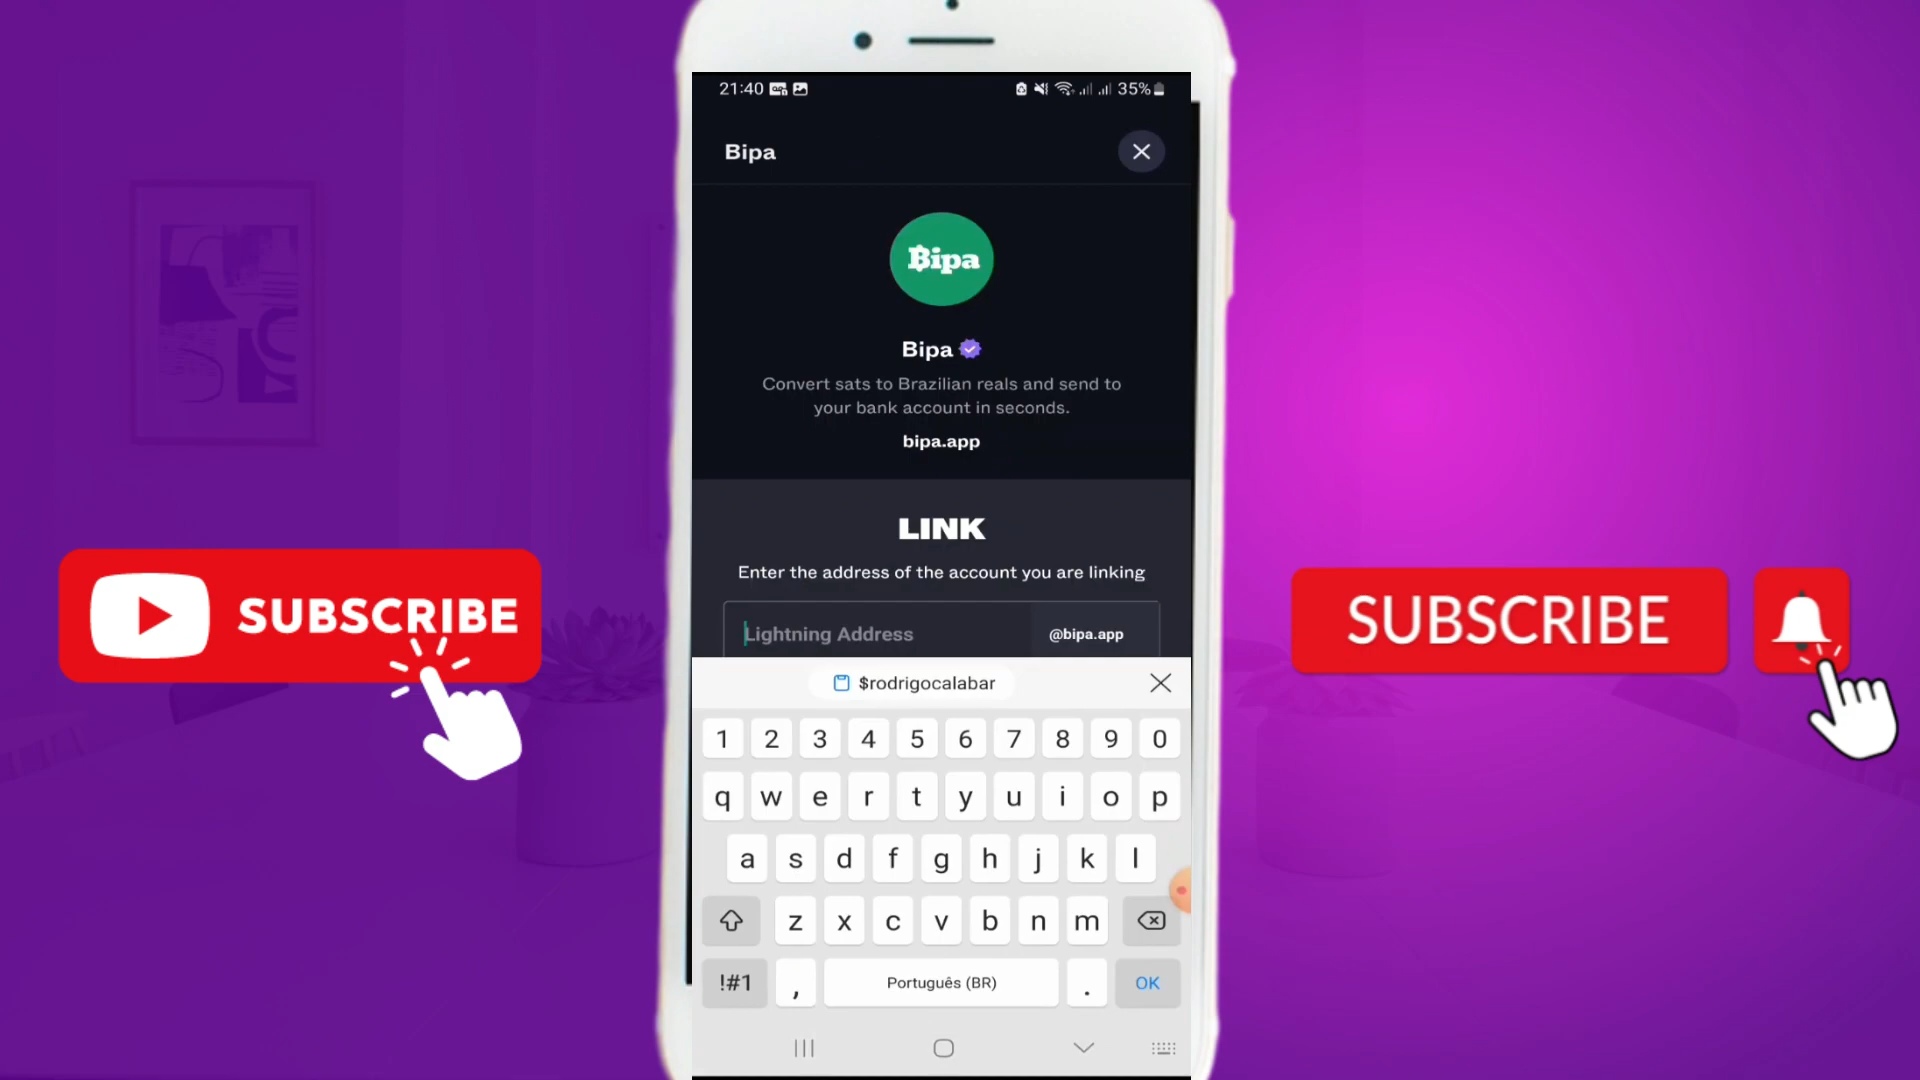 21:40
35%
Bipa
Bipa
Bipa
Convert sats to Brazilian reals and send to
your bank account in seconds.
bipa.app
LINK
Enter the address of the account you are linking
Lightning Address
@bipa.app
SUBSCRIBE
SUBSCRIBE
$rodrigocalabar
1 2 3 4 5 6 7 8 9 0
q w e r t y u i o p
a s d f g h j k l
z x c v b n m
!#1 , Português (BR) . OK